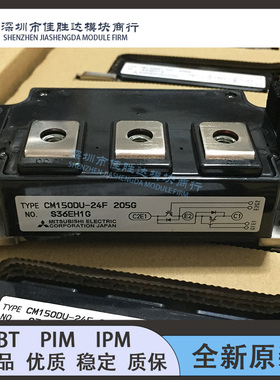 深圳市佳胜达模块商行
SHENZHEN JIASHENGDA MODULE FIRM
TYPE CM150DU-24F 205G
NO. S36EH1G
MITSUBISHI ELECTRIC
CORPORATION JAPAN
C2E1
E2
C1
TYPE CM150DU-24F
BT PIM IPM
品 优质 稳定 质保
全新原